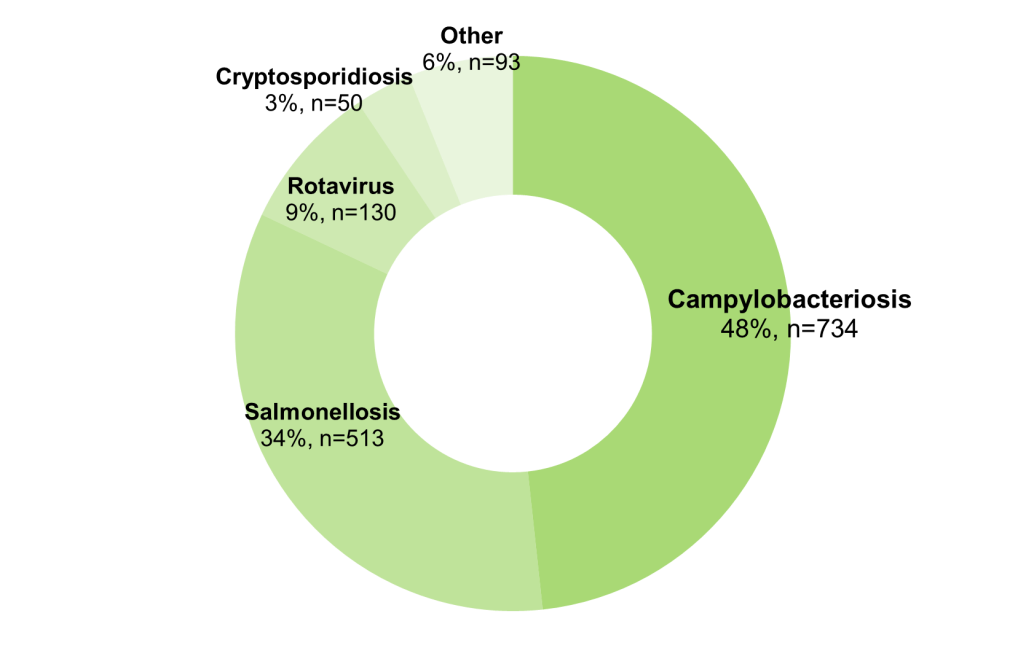 Other
6%, n=93
Cryptosporidiosis
3%, n=50
Rotavirus
9%, n=130
Campylobacteriosis
48%, n=734
Salmonellosis
34%, n=513